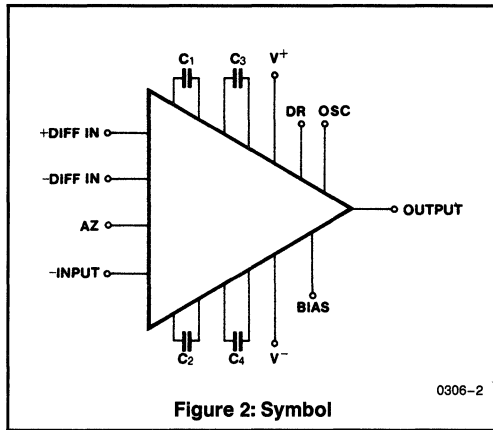 C1
C3
V+
DR
OSC
+DIFF IN
-DIFF IN
AZ
-INPUT
OUTPUT
BIAS
C2
C4
V-
0306-2
Figure 2: Symbol